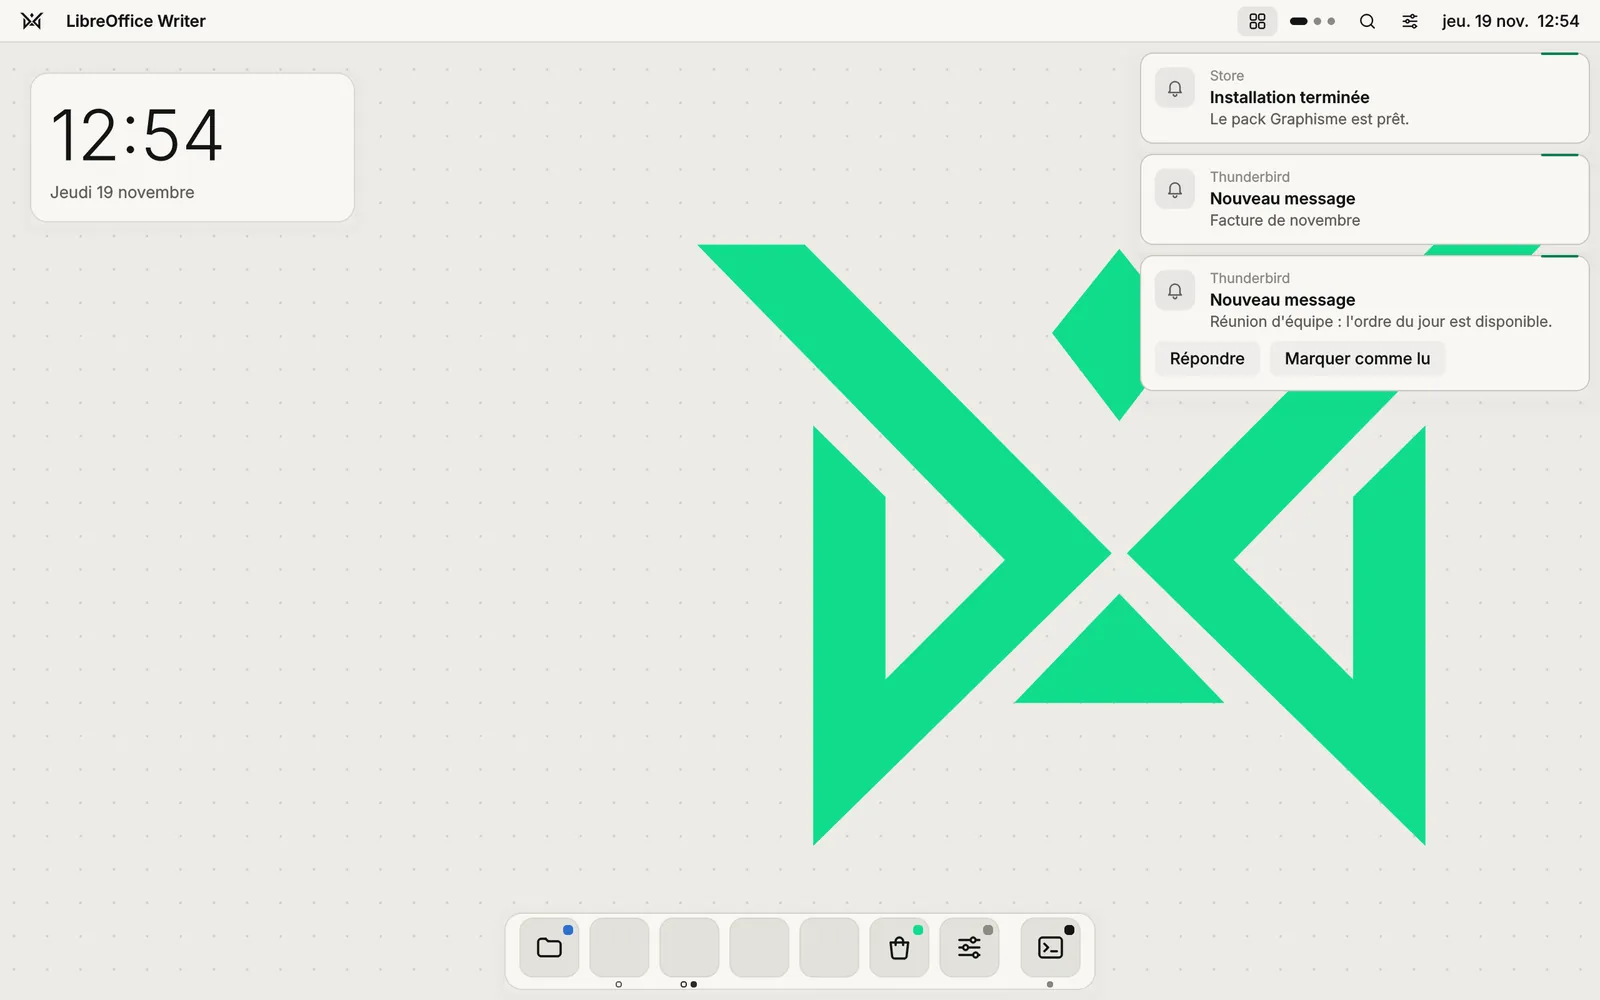 LibreOffice Writer
jeu. 19 nov. 12:54
12:54
Jeudi 19 novembre
Store
Installation terminée
Le pack Graphisme est prêt.
Thunderbird
Nouveau message
Facture de novembre
Thunderbird
Nouveau message
Réunion d'équipe : l'ordre du jour est disponible.
Répondre
Marquer comme lu